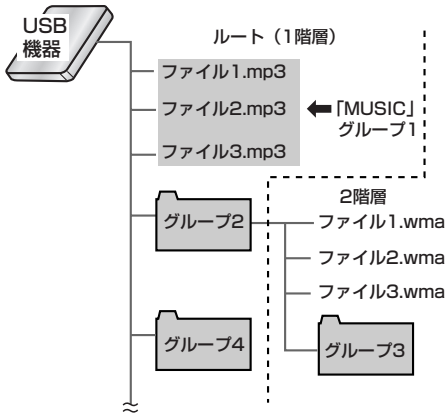 USB
機器
ルート（1階層）
ファイル1.mp3
ファイル2.mp3
「MUSIC」
グループ1
ファイル3.mp3
2階層
グループ2
ファイル1.wma
ファイル2.wma
ファイル3.wma
グループ4
グループ3